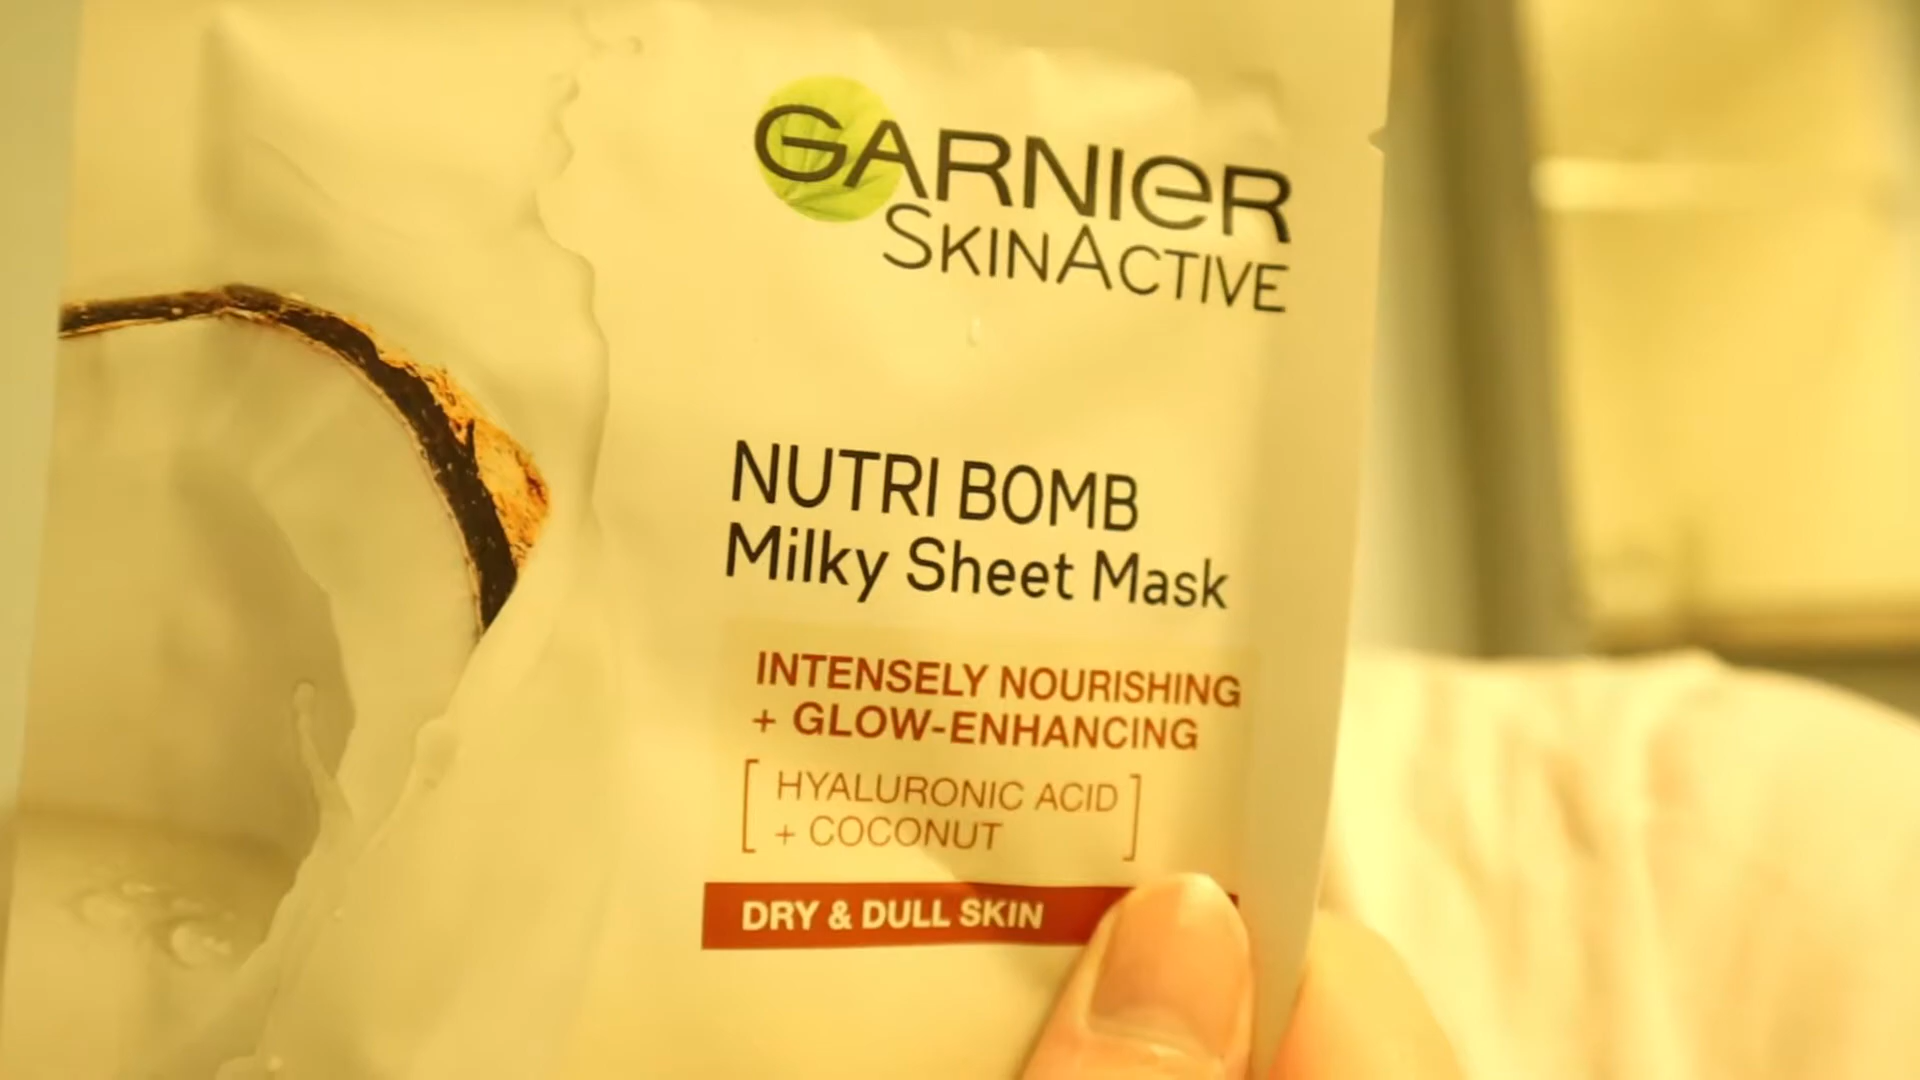 GARNIER
SKINACTIVE
NUTRI BOMB
Milky Sheet Mask
INTENSELY NOURISHING
+ GLOW-ENHANCING
[ HYALURONIC ACID
+ COCONUT ]
DRY & DULL SKIN